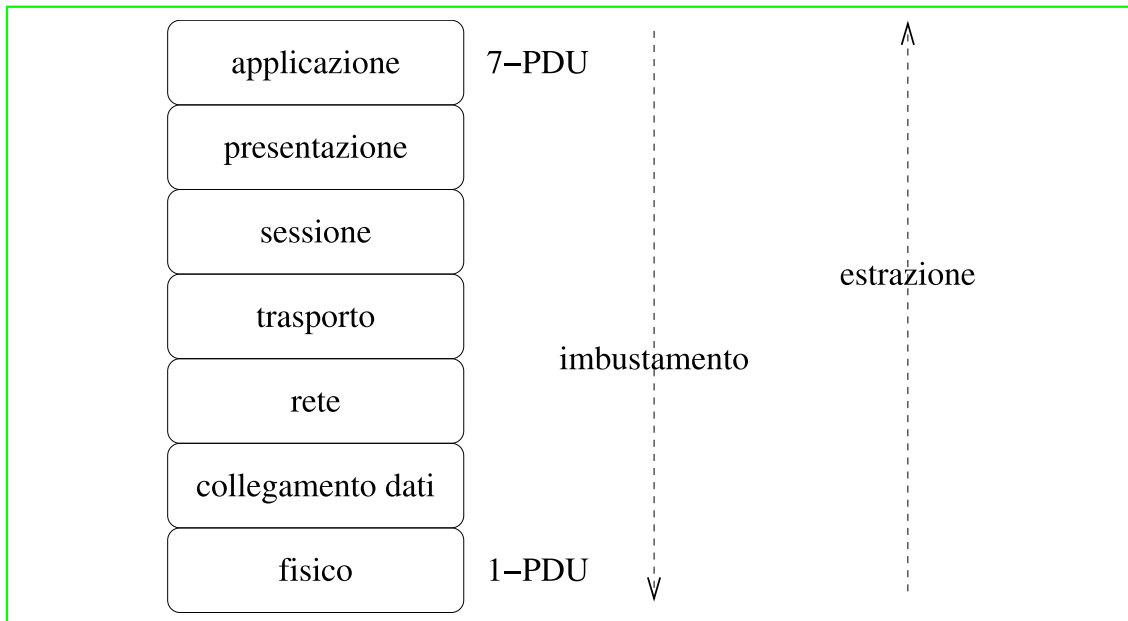 applicazione 7–PDU
presentazione
sessione
estrazione
trasporto
imbustamento
rete
collegamento dati
fisico 1–PDU